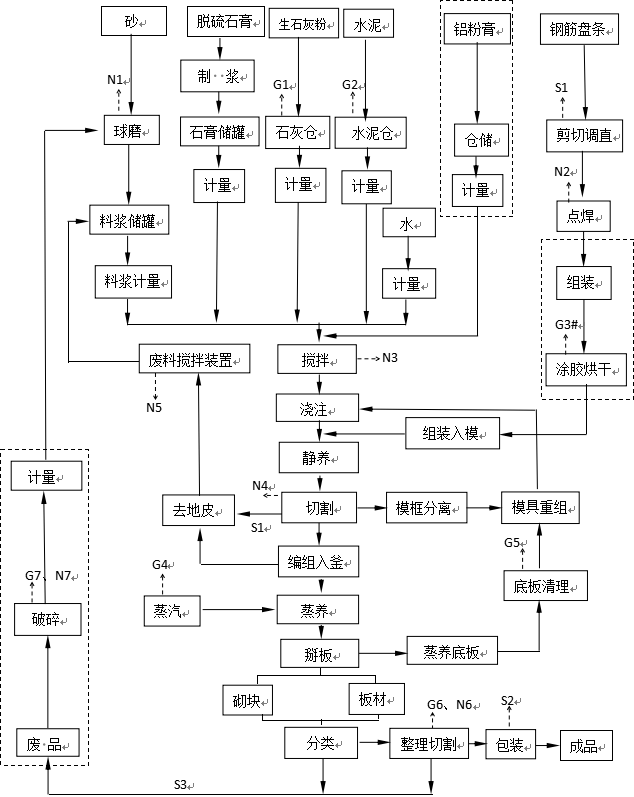 砂
脱硫石膏
生石灰粉
水泥
铝粉膏
钢筋盘条
N1
制··浆
G1
G2
S1
球磨
石膏储罐
石灰仓
水泥仓
仓储
剪切调直
计量
计量
计量
计量
N2
料浆储罐
水
点焊
料浆计量
计量
组装
G3#
废料搅拌装置
搅拌
N3
涂胶烘干
N5
浇注
组装入模
静养
计量
N4
去地皮
切割
模框分离
模具重组
S1
编组入釜
G5
G7、N7
G4
底板清理
破碎
蒸汽
蒸养
掰板
蒸养底板
砌块
板材
G6、N6
S2
废·品
分类
整理切割
包装
成品
S3